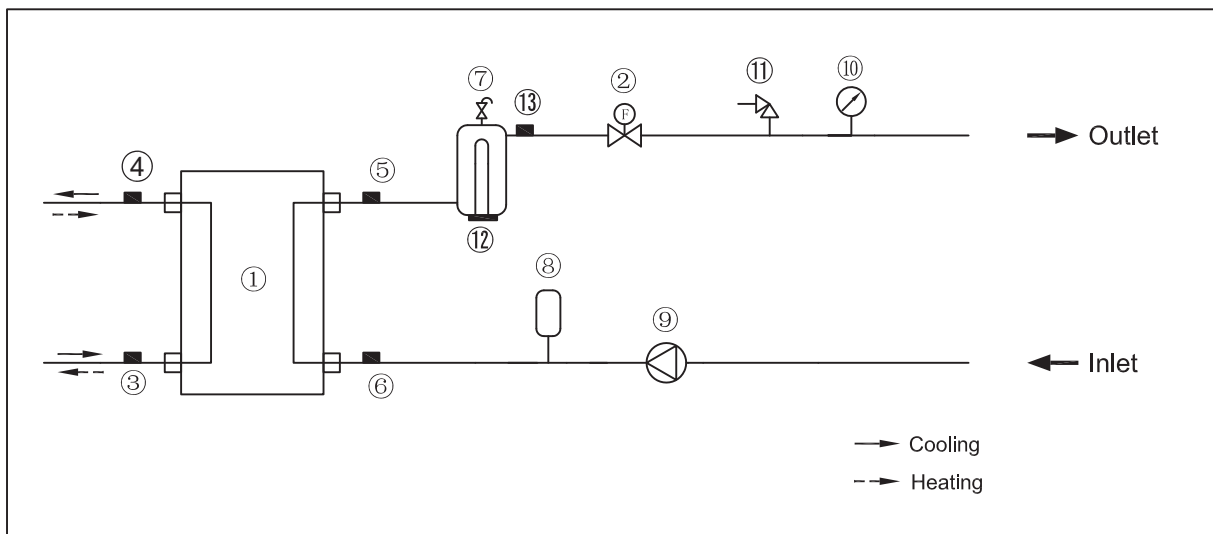 ⑦ ⑬ ② ⑪ ⑩
F
Outlet
④ ⑤
⑫
① ⑧
⑨
Inlet
③ ⑥
Cooling
Heating